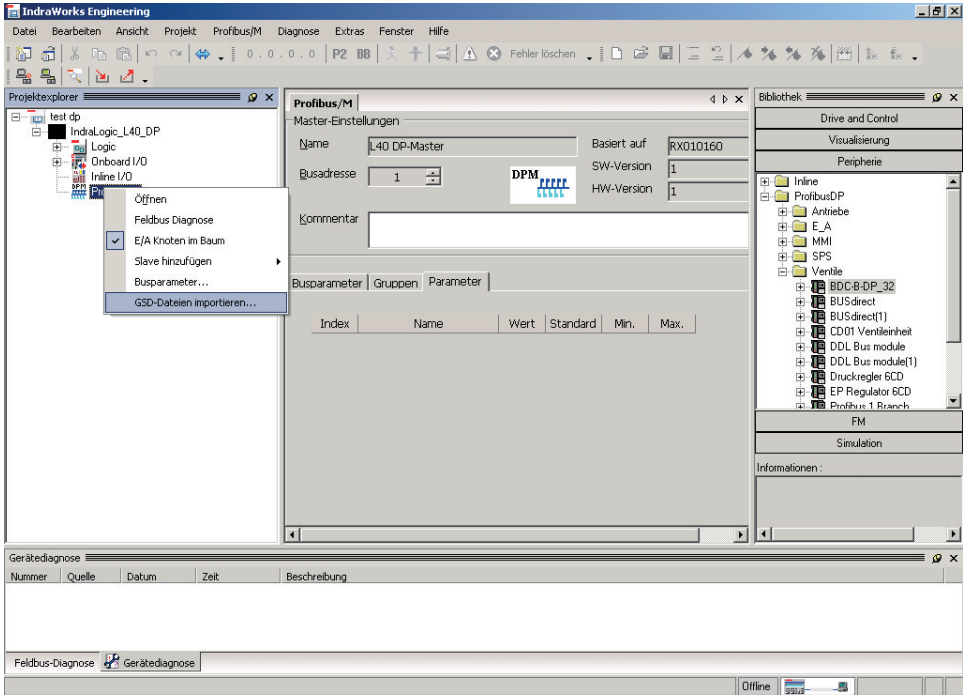 IndraWorks Engineering
Datei Bearbeiten Ansicht Projekt Profibus/M Diagnose Extras Fenster Hilfe
0 . 0 . 0 . 0 P2 BB Fehler löschen
Projektexplorer
test dp
IndraLogic_L40_DP
Logic
Onboard I/O
Inline I/O
DPM
Öffnen
Feldbus Diagnose
E/A Knoten im Baum
Slave hinzufügen
Busparameter...
GSD-Dateien importieren...
Profibus/M
Master-Einstellungen
Name L40 DP-Master Basiert auf RX010160
Busadresse 1 DPM SW-Version 1
HW-Version 1
Kommentar
Busparameter Gruppen Parameter
Index Name Wert Standard Min. Max.
Bibliothek
Drive and Control
Visualisierung
Peripherie
Inline
ProfibusDP
Antriebe
E_A
MMI
SPS
Ventile
BDC-B-DP_32
BUSdirect
BUSdirect(1)
CD01 Ventileinheit
DDL Bus module
DDL Bus module(1)
Druckregler 6CD
EP Regulator 6CD
Profibus 1 Branch
FM
Simulation
Informationen :
Gerätediagnose
Nummer Quelle Datum Zeit Beschreibung
Feldbus-Diagnose Gerätediagnose
Offline